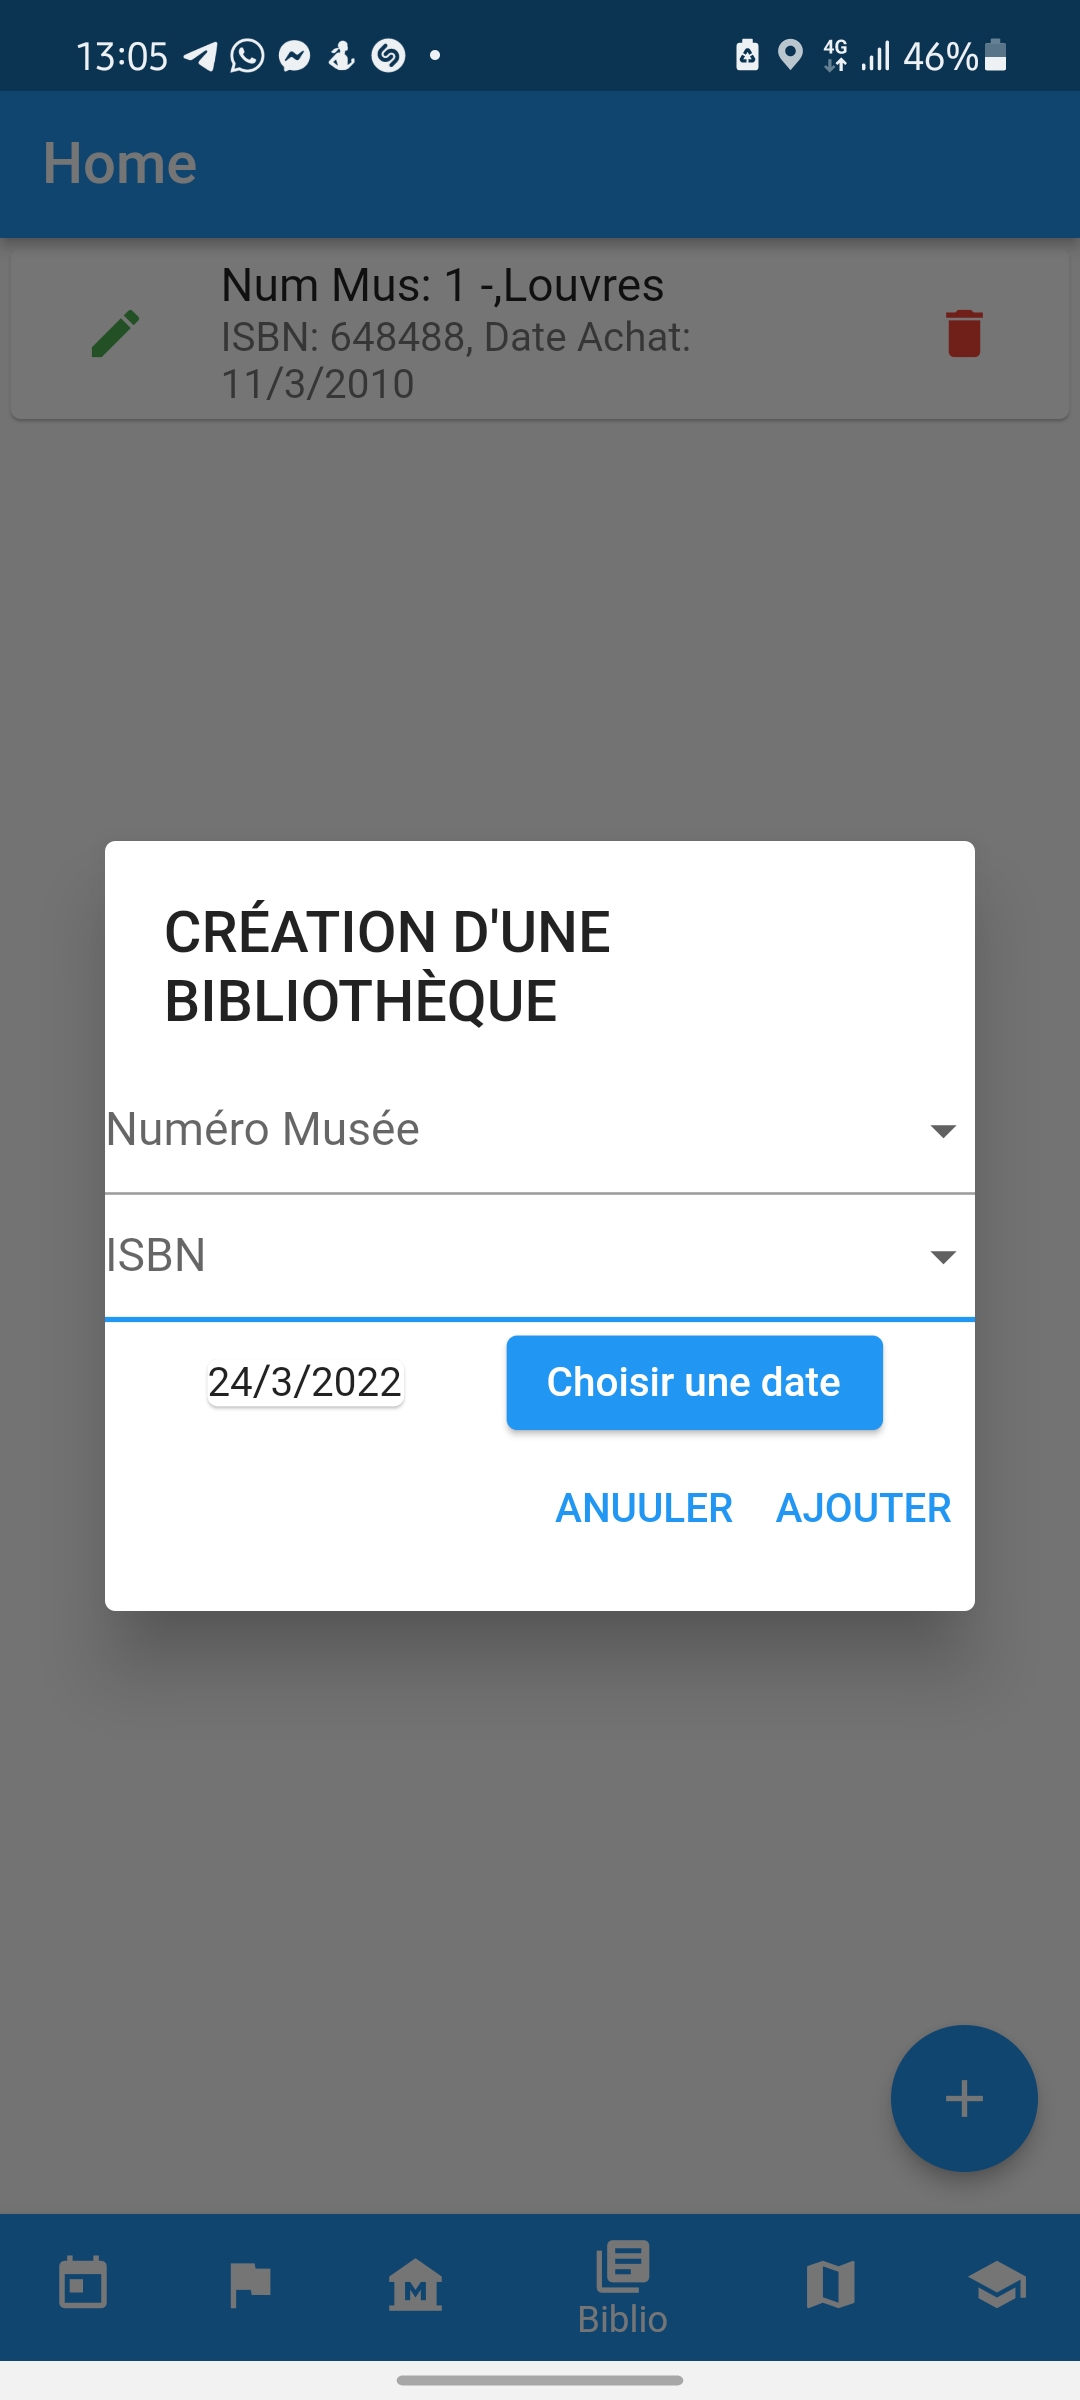 13:05
4G
46%
Home
Num Mus: 1 -,Louvres
ISBN: 648488, Date Achat:
11/3/2010
CRÉATION D'UNE
BIBLIOTHÈQUE
Numéro Musée
ISBN
24/3/2022 Choisir une date
ANUULER AJOUTER
M
Biblio